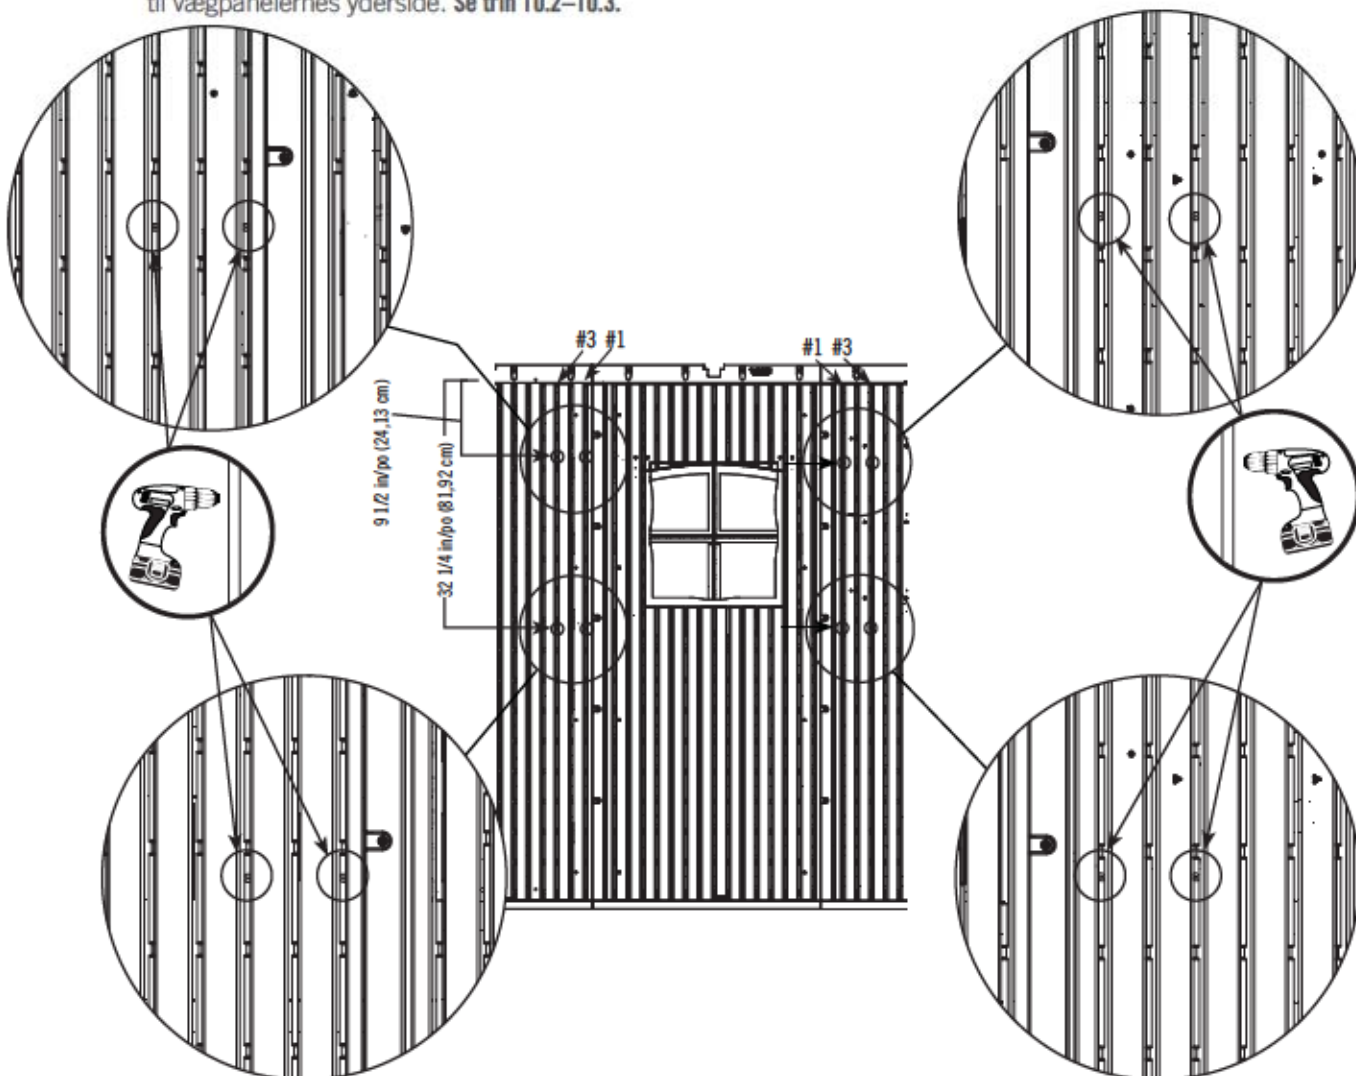 til vægpanelernes yderside. Se trin 10.2–10.3.
#3 #1
#1 #3
9 1/2 in/po (24,13 cm)
32 1/4 in/po (81,92 cm)